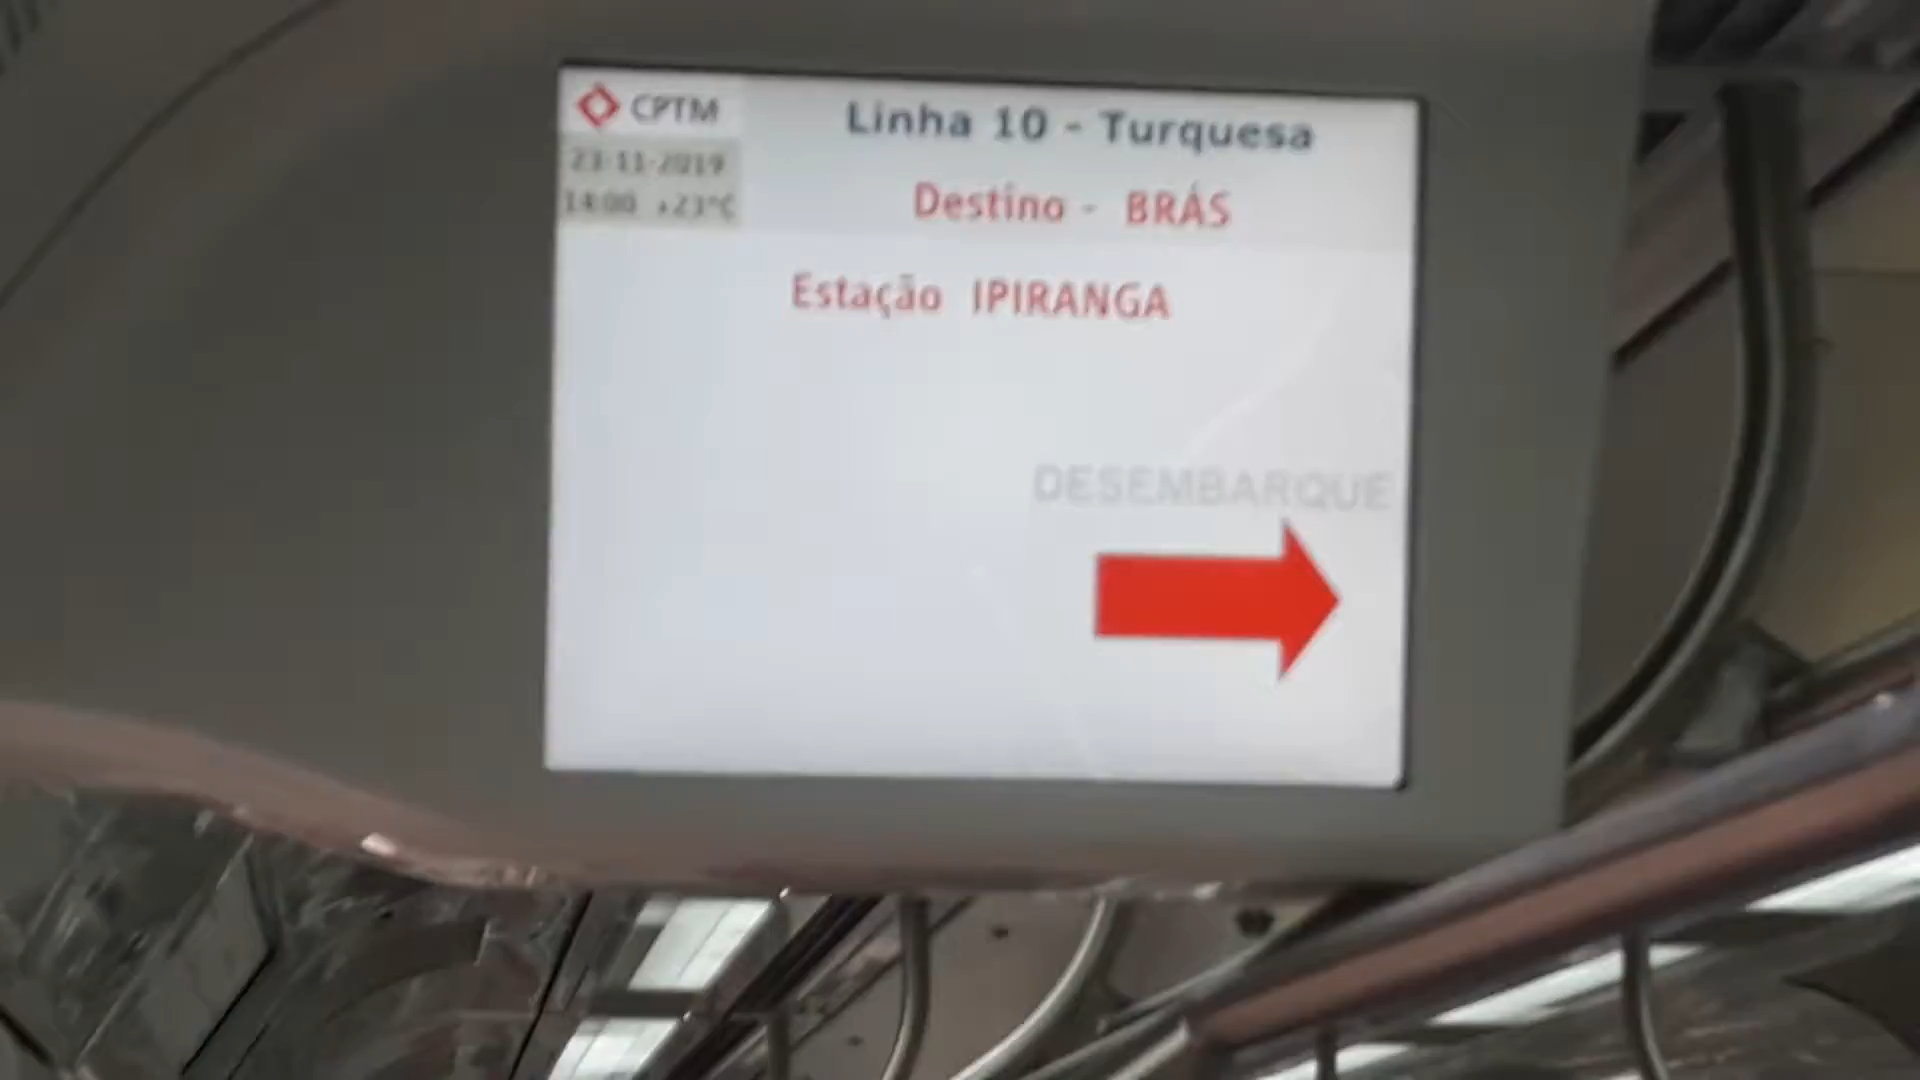 CPTM
23-11-2019
14:00 +23°C
Linha 10 - Turquesa
Destino - BRÁS
Estação IPIRANGA
DESEMBARQUE